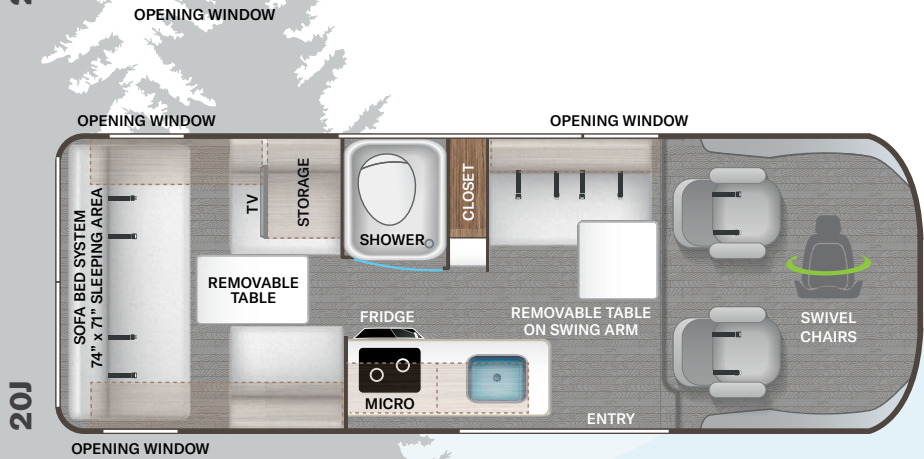 OPENING WINDOW
OPENING WINDOW
OPENING WINDOW
SOFA BED SYSTEM
74" x 71" SLEEPING AREA
TV
STORAGE
SHOWER
CLOSET
REMOVABLE
TABLE
FRIDGE
MICRO
REMOVABLE TABLE
ON SWING ARM
SWIVEL
CHAIRS
ENTRY
20J
OPENING WINDOW